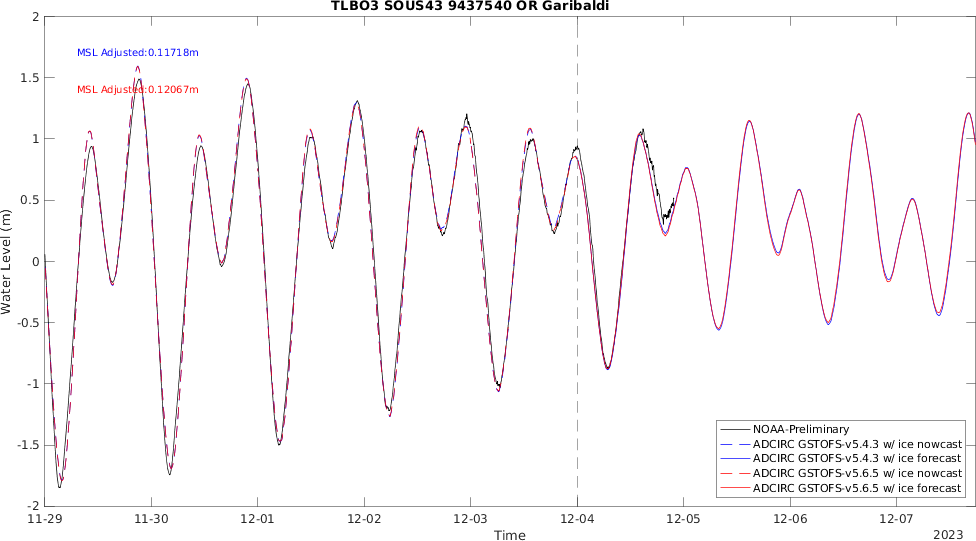 TLBO3 SOUS43 9437540 OR Garibaldi
MSL Adjusted:0.11718m
MSL Adjusted:0.12067m
Water Level (m)
2
1.5
1
0.5
0
-0.5
-1
-1.5
-2
NOAA-Preliminary
ADCIRC GSTOFS-v5.4.3 w/ ice nowcast
ADCIRC GSTOFS-v5.4.3 w/ ice forecast
ADCIRC GSTOFS-v5.6.5 w/ ice nowcast
ADCIRC GSTOFS-v5.6.5 w/ ice forecast
11-29 11-30 12-01 12-02 12-03 12-04 12-05 12-06 12-07
Time
2023